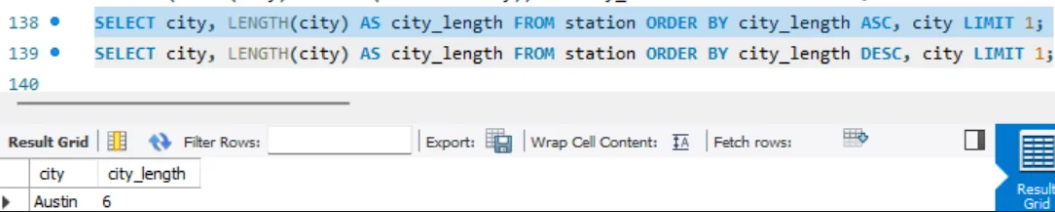 138 SELECT city, LENGTH(city) AS city_length FROM station ORDER BY city_length ASC, city LIMIT 1;
139 SELECT city, LENGTH(city) AS city_length FROM station ORDER BY city_length DESC, city LIMIT 1;
140
Result Grid Filter Rows: Export: Wrap Cell Content: IA Fetch rows:
city city_length
Austin 6
Result
Grid